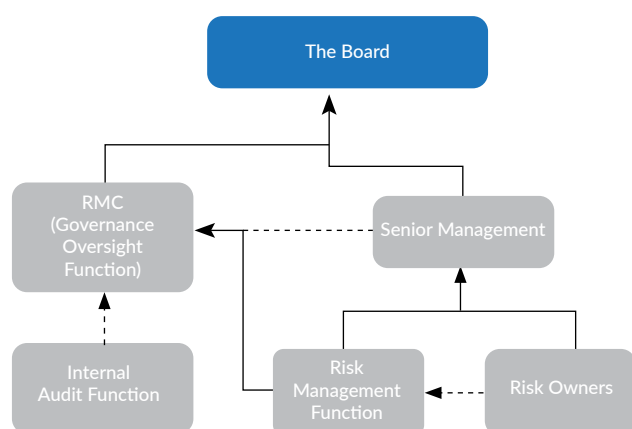 The Board
RMC
(Governance
Oversight
Function)
Senior Management
Internal
Audit Function
Risk
Management
Function
Risk Owners